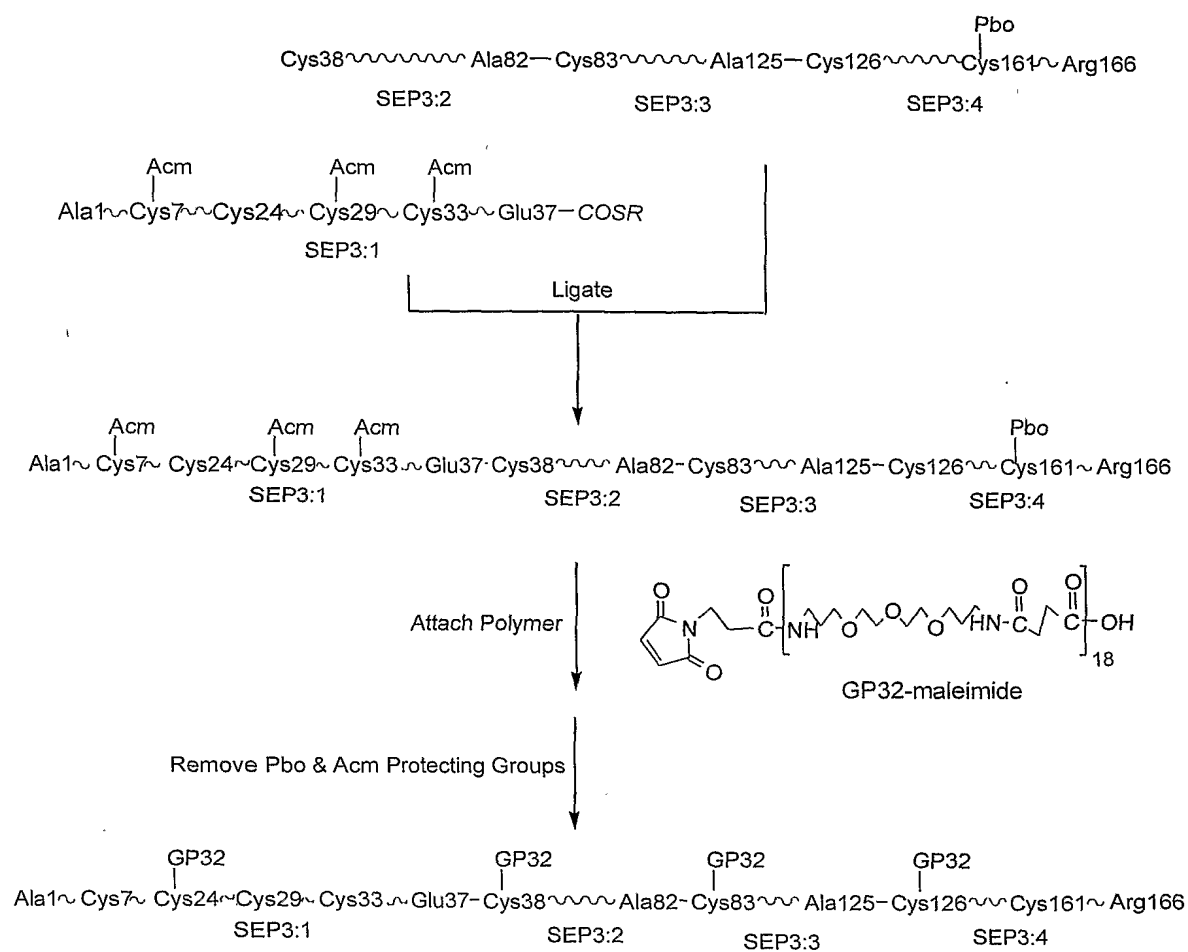 Pbo
Cys38 Ala82–Cys83 Ala125–Cys126 Cys161 Arg166
SEP3:2 SEP3:3 SEP3:4
Acm Acm Acm
Ala1 Cys7 Cys24 Cys29 Cys33 Glu37–COSR
SEP3:1
Ligate
Acm Acm Acm Pbo
Ala1 Cys7 Cys24 Cys29 Cys33 Glu37-Cys38 Ala82-Cys83 Ala125–Cys126 Cys161 Arg166
SEP3:1 SEP3:2 SEP3:3 SEP3:4
Attach Polymer
O O O O
N C NH O O O HN–C C–OH
O 18
GP32-maleimide
Remove Pbo & Acm Protecting Groups
GP32 GP32 GP32 GP32
Ala1 Cys7 Cys24 Cys29 Cys33 Glu37–Cys38 Ala82-Cys83 Ala125–Cys126 Cys161 Arg166
SEP3:1 SEP3:2 SEP3:3 SEP3:4